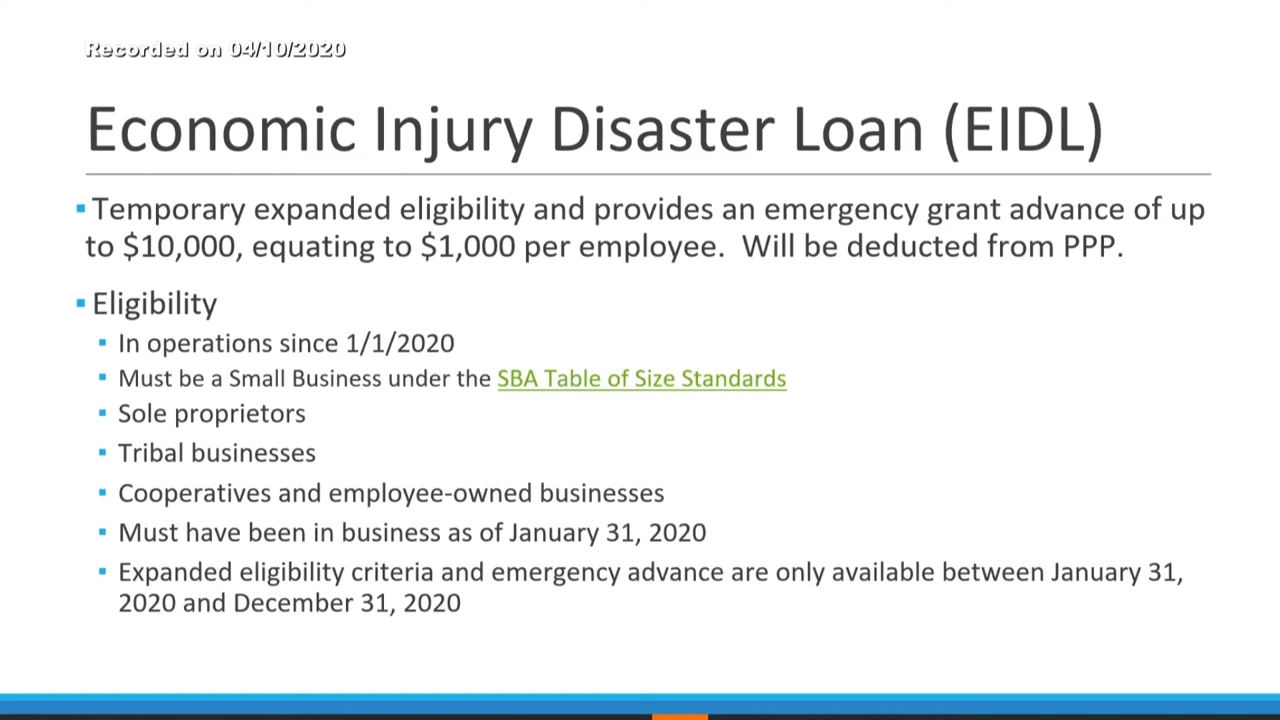 Recorded on 04/10/2020
Economic Injury Disaster Loan (EIDL)
▪ Temporary expanded eligibility and provides an emergency grant advance of up
to $10,000, equating to $1,000 per employee.  Will be deducted from PPP.
▪ Eligibility
▪ In operations since 1/1/2020
▪ Must be a Small Business under the SBA Table of Size Standards
▪ Sole proprietors
▪ Tribal businesses
▪ Cooperatives and employee-owned businesses
▪ Must have been in business as of January 31, 2020
▪ Expanded eligibility criteria and emergency advance are only available between January 31,
2020 and December 31, 2020